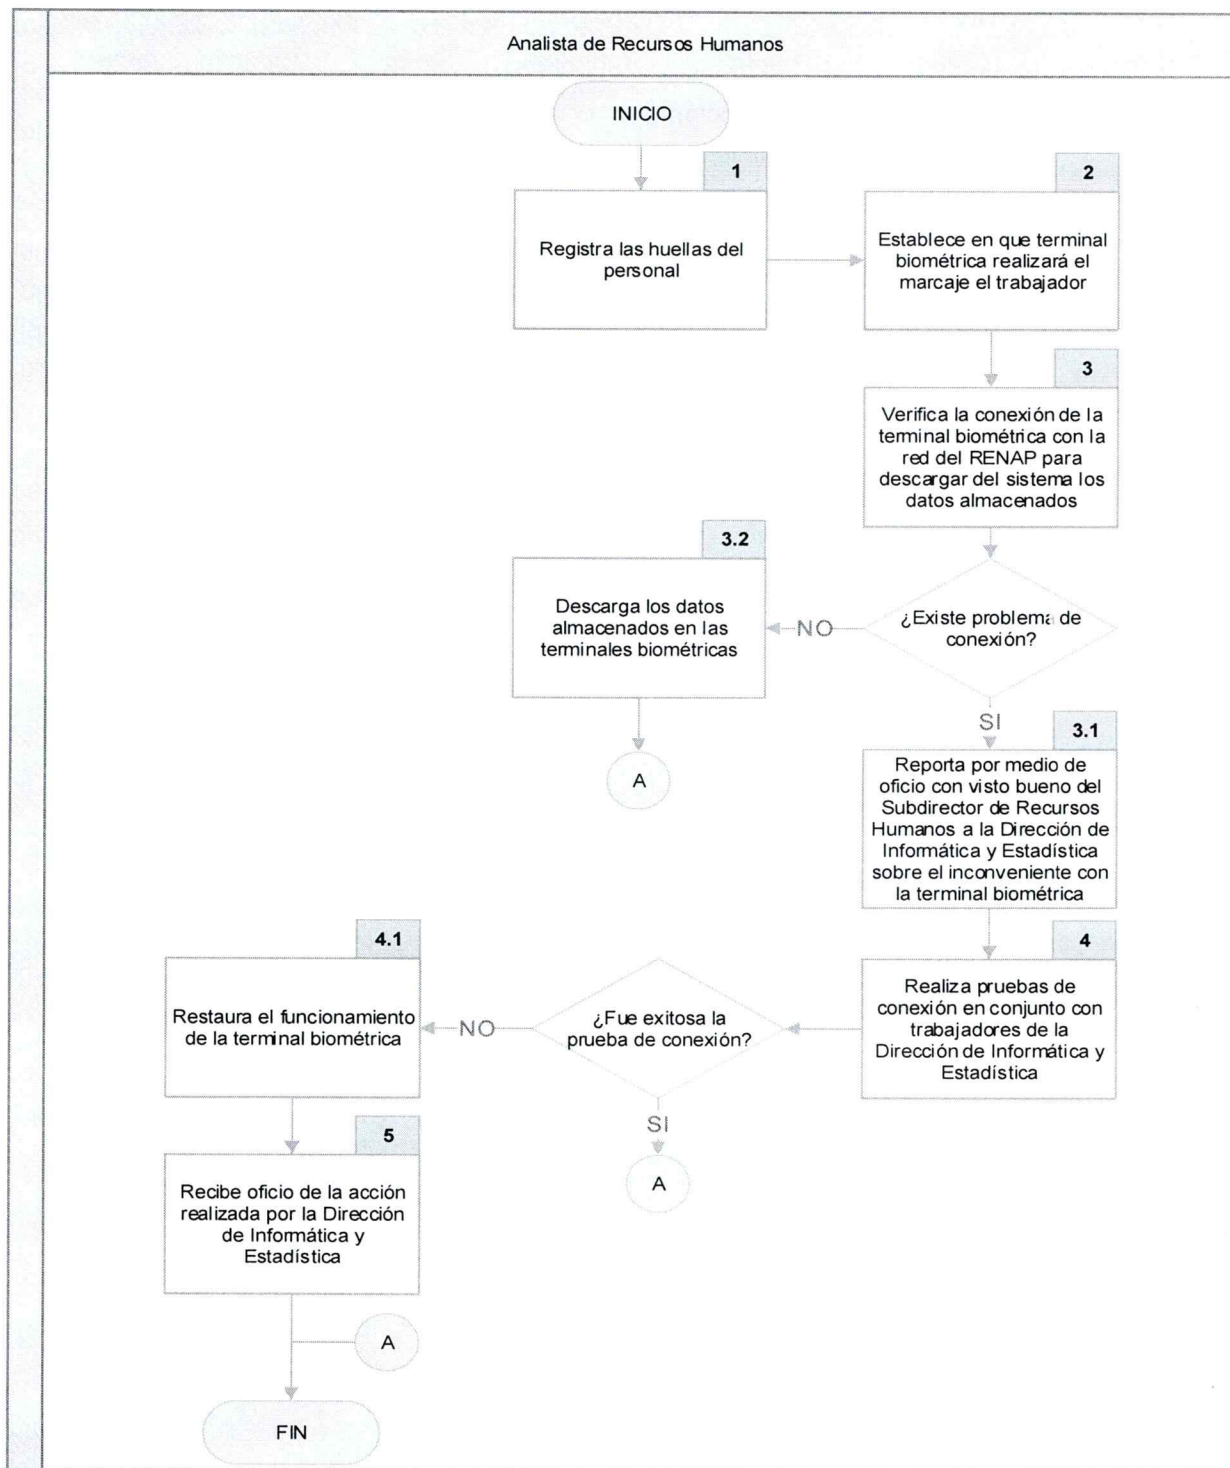 Analista de Recursos Humanos
INICIO
1
Registra las huellas del
personal
2
Establece en que terminal
biométrica realizará el
marcaje el trabajador
3
Verifica la conexión de la
terminal biométrica con la
red del RENAP para
descargar del sistema los
datos almacenados
¿Existe problema de
conexión?
NO
3.2
Descarga los datos
almacenados en las
terminales biométricas
A
SI
3.1
Reporta por medio de
oficio con visto bueno del
Subdirector de Recursos
Humanos a la Dirección de
Informática y Estadística
sobre el inconveniente con
la terminal biométrica
4
Realiza pruebas de
conexión en conjunto con
trabajadores de la
Dirección de Informática y
Estadística
¿Fue exitosa la
prueba de conexión?
NO
4.1
Restaura el funcionamiento
de la terminal biométrica
SI
A
5
Recibe oficio de la acción
realizada por la Dirección
de Informática y
Estadística
A
FIN